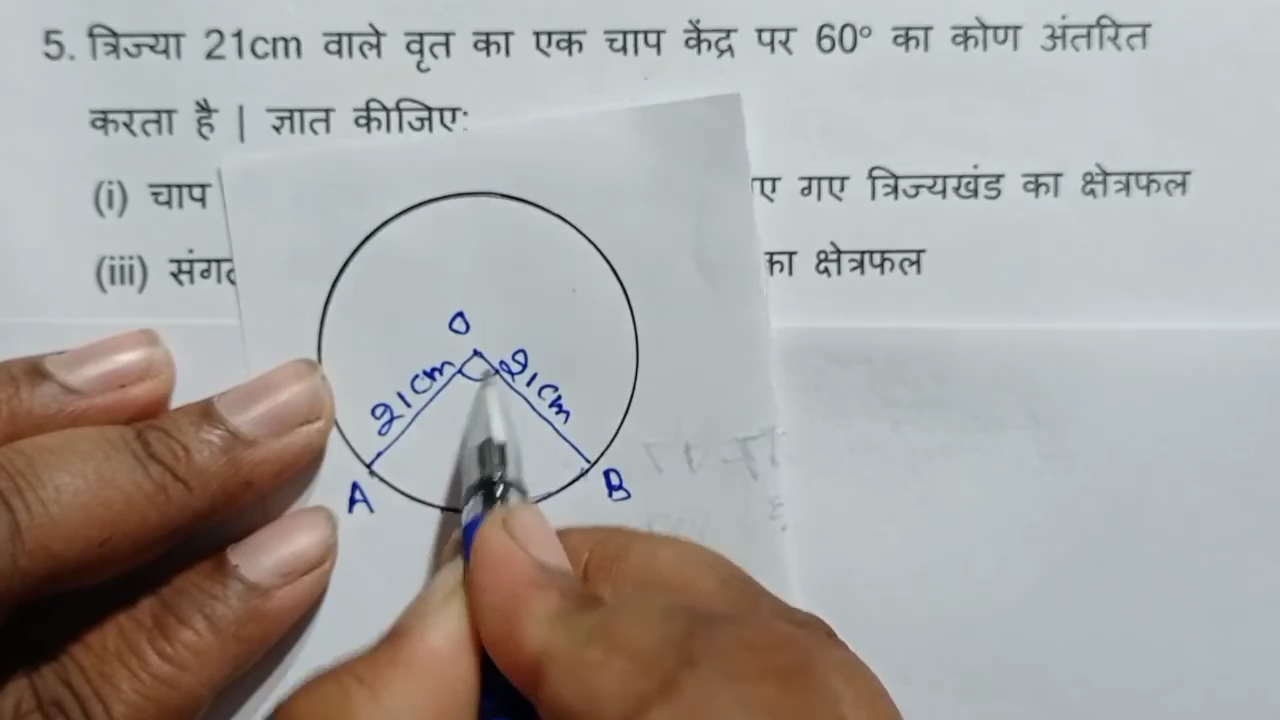 5. त्रिज्या 21cm वाले वृत का एक चाप केंद्र पर 60° का कोण अंतरित
करता है | ज्ञात कीजिए:
(i) चाप गए त्रिज्यखंड का क्षेत्रफल
(iii) का क्षेत्रफल
O
21cm 21cm
A B